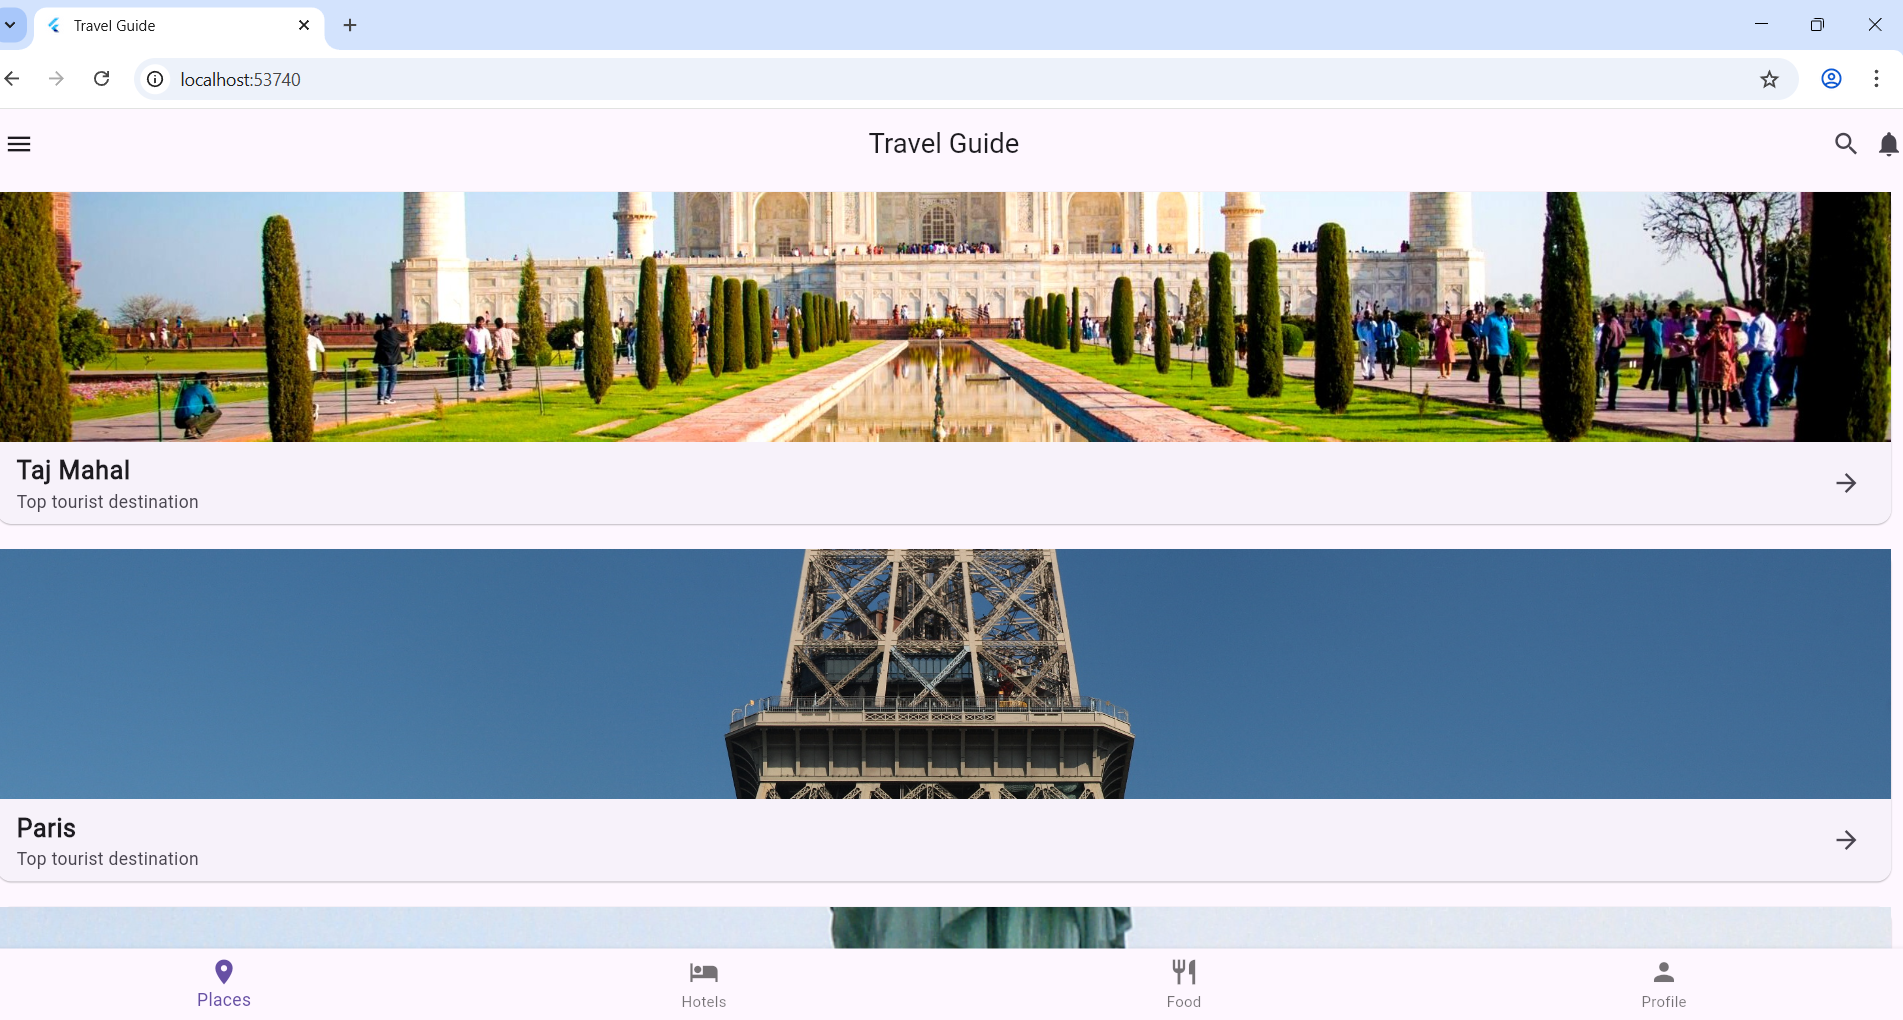 Travel Guide
localhost:53740
Travel Guide
Taj Mahal
Top tourist destination
Paris
Top tourist destination
Places
Hotels
Food
Profile